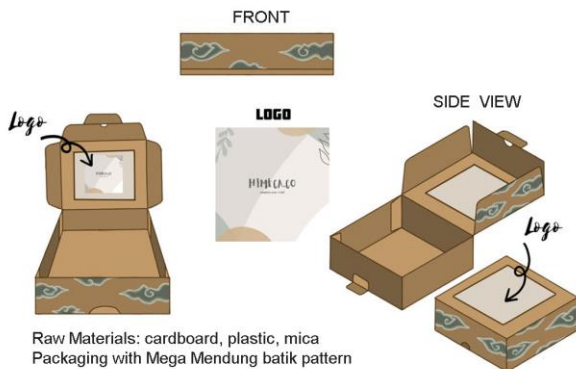 FRONT
LOGO
SIDE VIEW
Logo
Logo
Raw Materials: cardboard, plastic, mica
Packaging with Mega Mendung batik pattern